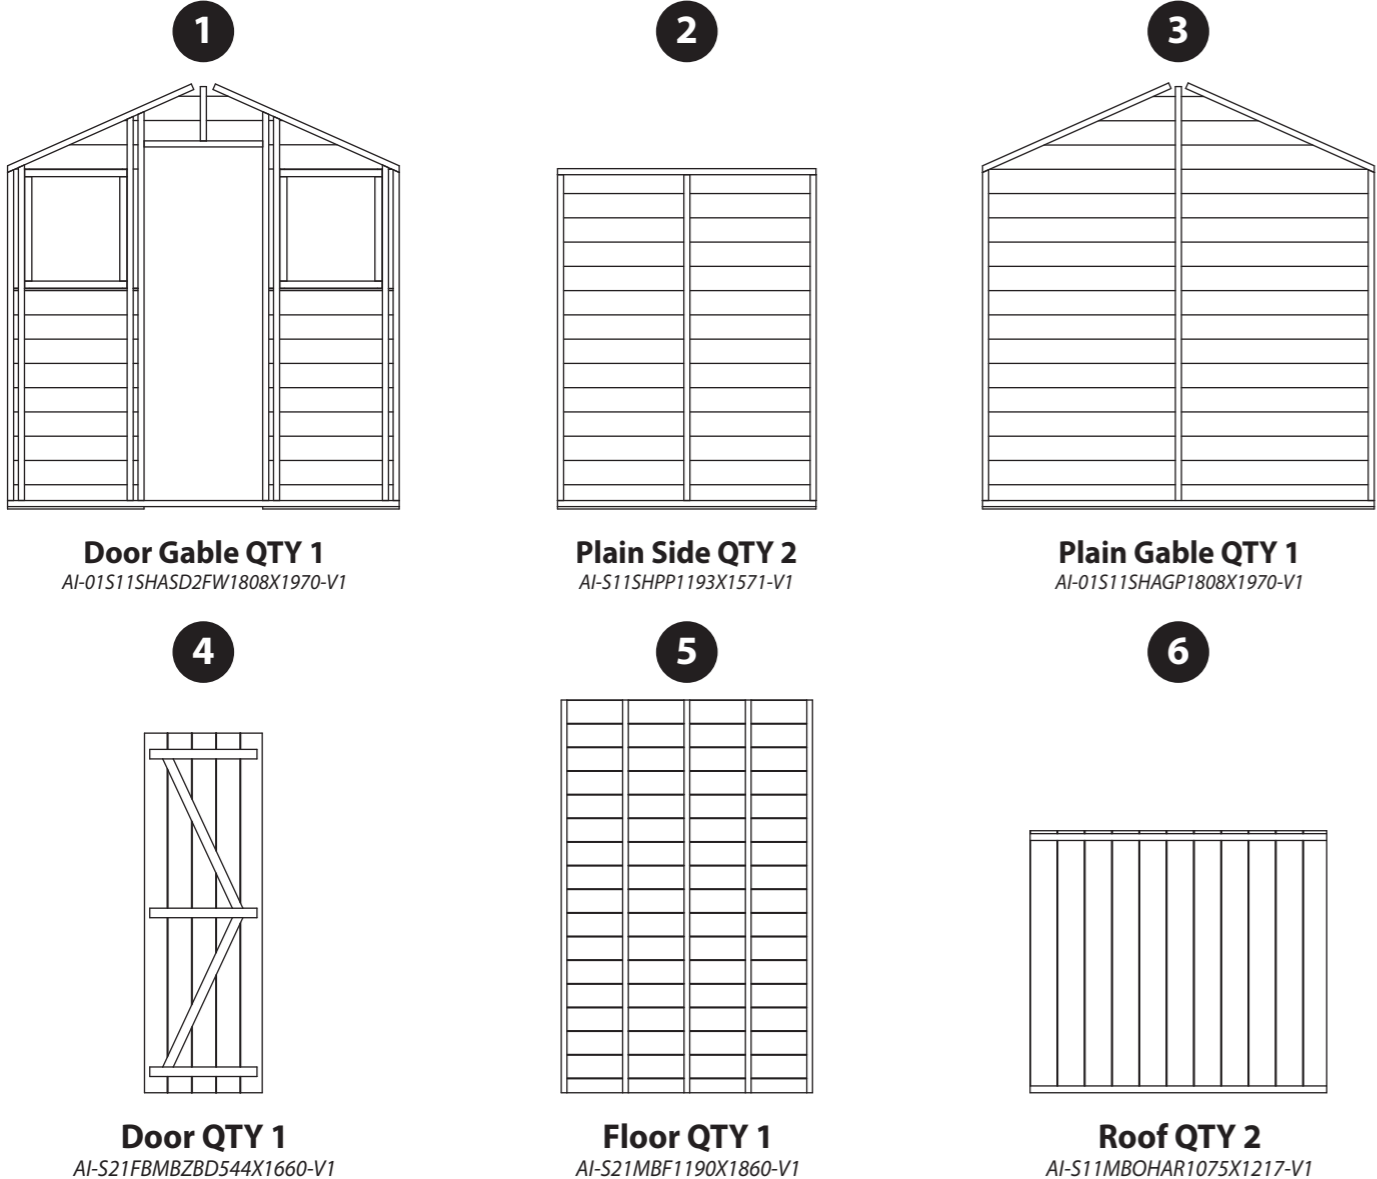 1
2
3
Door Gable QTY 1
AI-01S11SHASD2FW1808X1970-V1
Plain Side QTY 2
AI-S11SHPP1193X1571-V1
Plain Gable QTY 1
AI-01S11SHAGP1808X1970-V1
4
5
6
Door QTY 1
AI-S21FBMBZBD544X1660-V1
Floor QTY 1
AI-S21MBF1190X1860-V1
Roof QTY 2
AI-S11MBOHAR1075X1217-V1